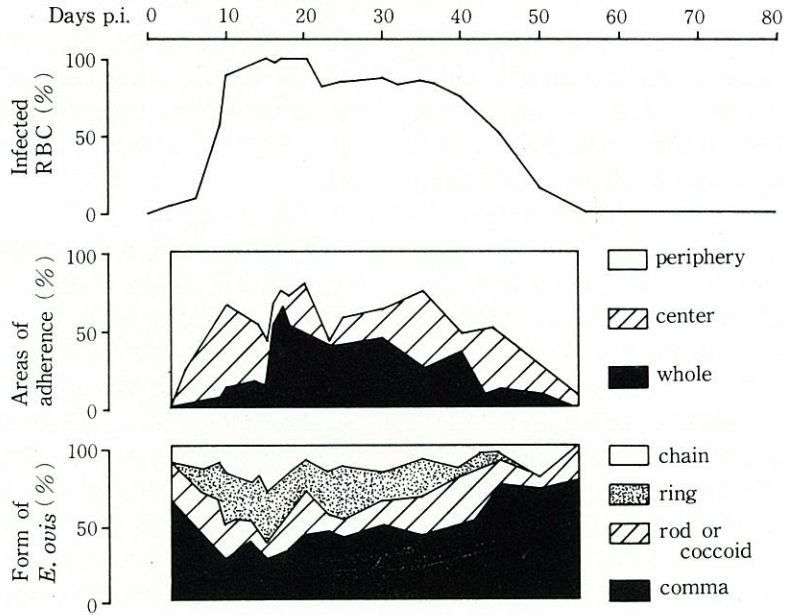 Days p.i. 0 10 20 30 40 50 60 70 80
Infected
RBC (%)
100
50
0
Areas of
adherence (%)
100
50
0
periphery
center
whole
Form of
E. ovis (%)
100
50
0
chain
ring
rod or
coccoid
comma